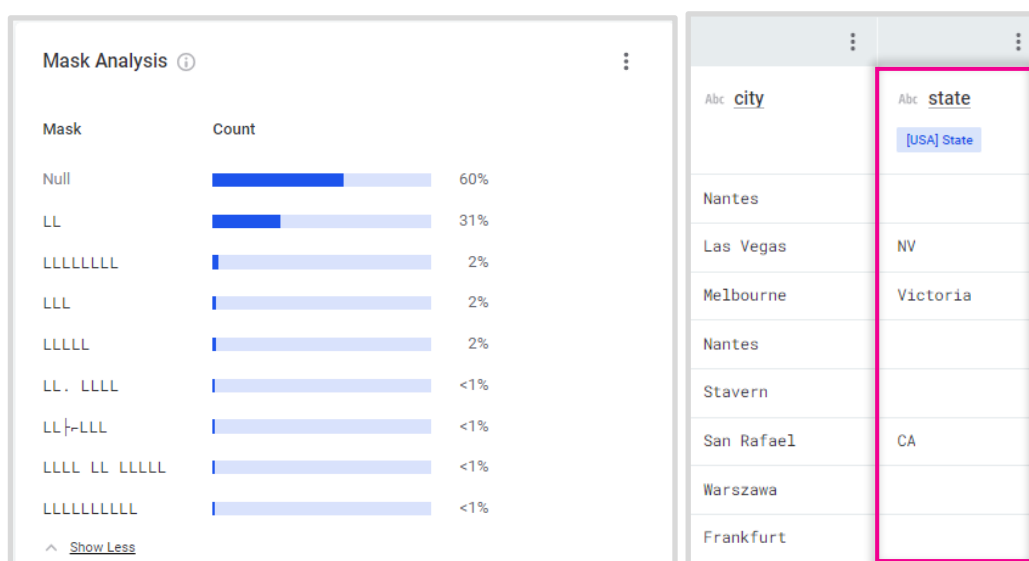 Mask Analysis
Mask Count
Null 60%
LL 31%
LLLLLLLL 2%
LLL 2%
LLLLL 2%
LL. LLLL <1%
LL├⌐LLL <1%
LLLL LL LLLLL <1%
LLLLLLLLLL <1%
Show Less
Abc city Abc state
[USA] State
Nantes
Las Vegas NV
Melbourne Victoria
Nantes
Stavern
San Rafael CA
Warszawa
Frankfurt